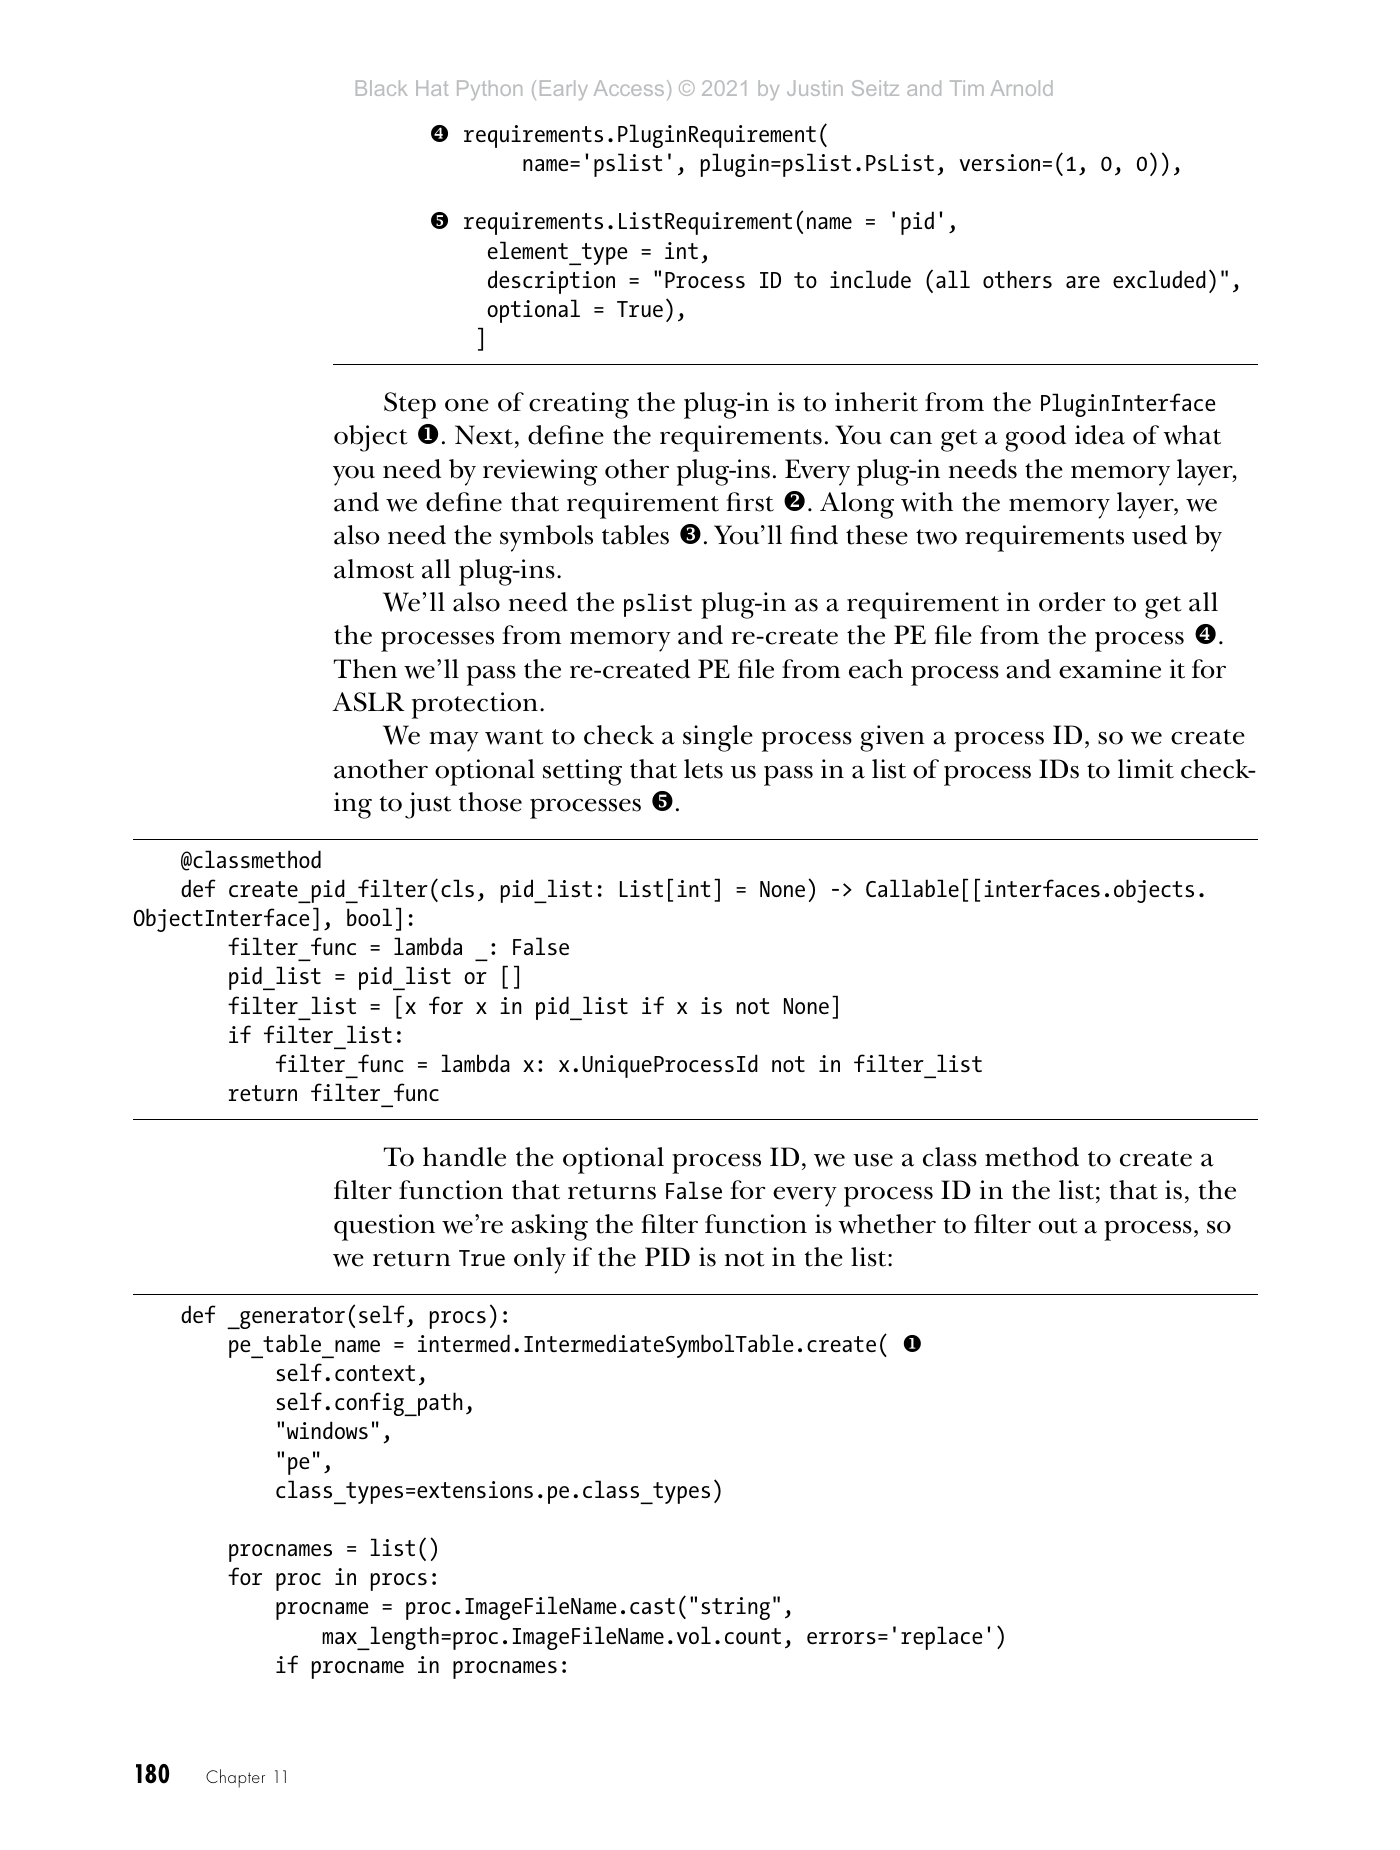 Black Hat Python (Early Access) © 2021 by Justin Seitz and Tim Arnold
❹ requirements.PluginRequirement(
name='pslist', plugin=pslist.PsList, version=(1, 0, 0)),
❺ requirements.ListRequirement(name = 'pid',
element_type = int,
description = "Process ID to include (all others are excluded)",
optional = True),
]
Step one of creating the plug-in is to inherit from the PluginInterface
object ❶. Next, define the requirements. You can get a good idea of what
you need by reviewing other plug-ins. Every plug-in needs the memory layer,
and we define that requirement first ❷. Along with the memory layer, we
also need the symbols tables ❸. You’ll find these two requirements used by
almost all plug-ins.
We’ll also need the pslist plug-in as a requirement in order to get all
the processes from memory and re-create the PE file from the process ❹.
Then we’ll pass the re-created PE file from each process and examine it for
ASLR protection.
We may want to check a single process given a process ID, so we create
another optional setting that lets us pass in a list of process IDs to limit check-
ing to just those processes ❺.
@classmethod
def create_pid_filter(cls, pid_list: List[int] = None) -> Callable[[interfaces.objects.
ObjectInterface], bool]:
filter_func = lambda _: False
pid_list = pid_list or []
filter_list = [x for x in pid_list if x is not None]
if filter_list:
filter_func = lambda x: x.UniqueProcessId not in filter_list
return filter_func
To handle the optional process ID, we use a class method to create a
filter function that returns False for every process ID in the list; that is, the
question we’re asking the filter function is whether to filter out a process, so
we return True only if the PID is not in the list:
def _generator(self, procs):
pe_table_name = intermed.IntermediateSymbolTable.create( ❶
self.context,
self.config_path,
"windows",
"pe",
class_types=extensions.pe.class_types)
procnames = list()
for proc in procs:
procname = proc.ImageFileName.cast("string",
max_length=proc.ImageFileName.vol.count, errors='replace')
if procname in procnames:
180 Chapter 11